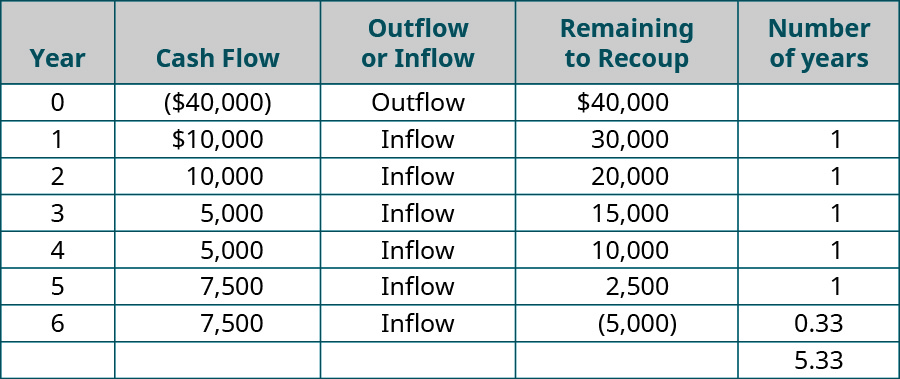 Year Cash Flow Outflow or Inflow Remaining to Recoup Number of years
0 ($40,000) Outflow $40,000
1 $10,000 Inflow 30,000 1
2 10,000 Inflow 20,000 1
3 5,000 Inflow 15,000 1
4 5,000 Inflow 10,000 1
5 7,500 Inflow 2,500 1
6 7,500 Inflow (5,000) 0.33
5.33